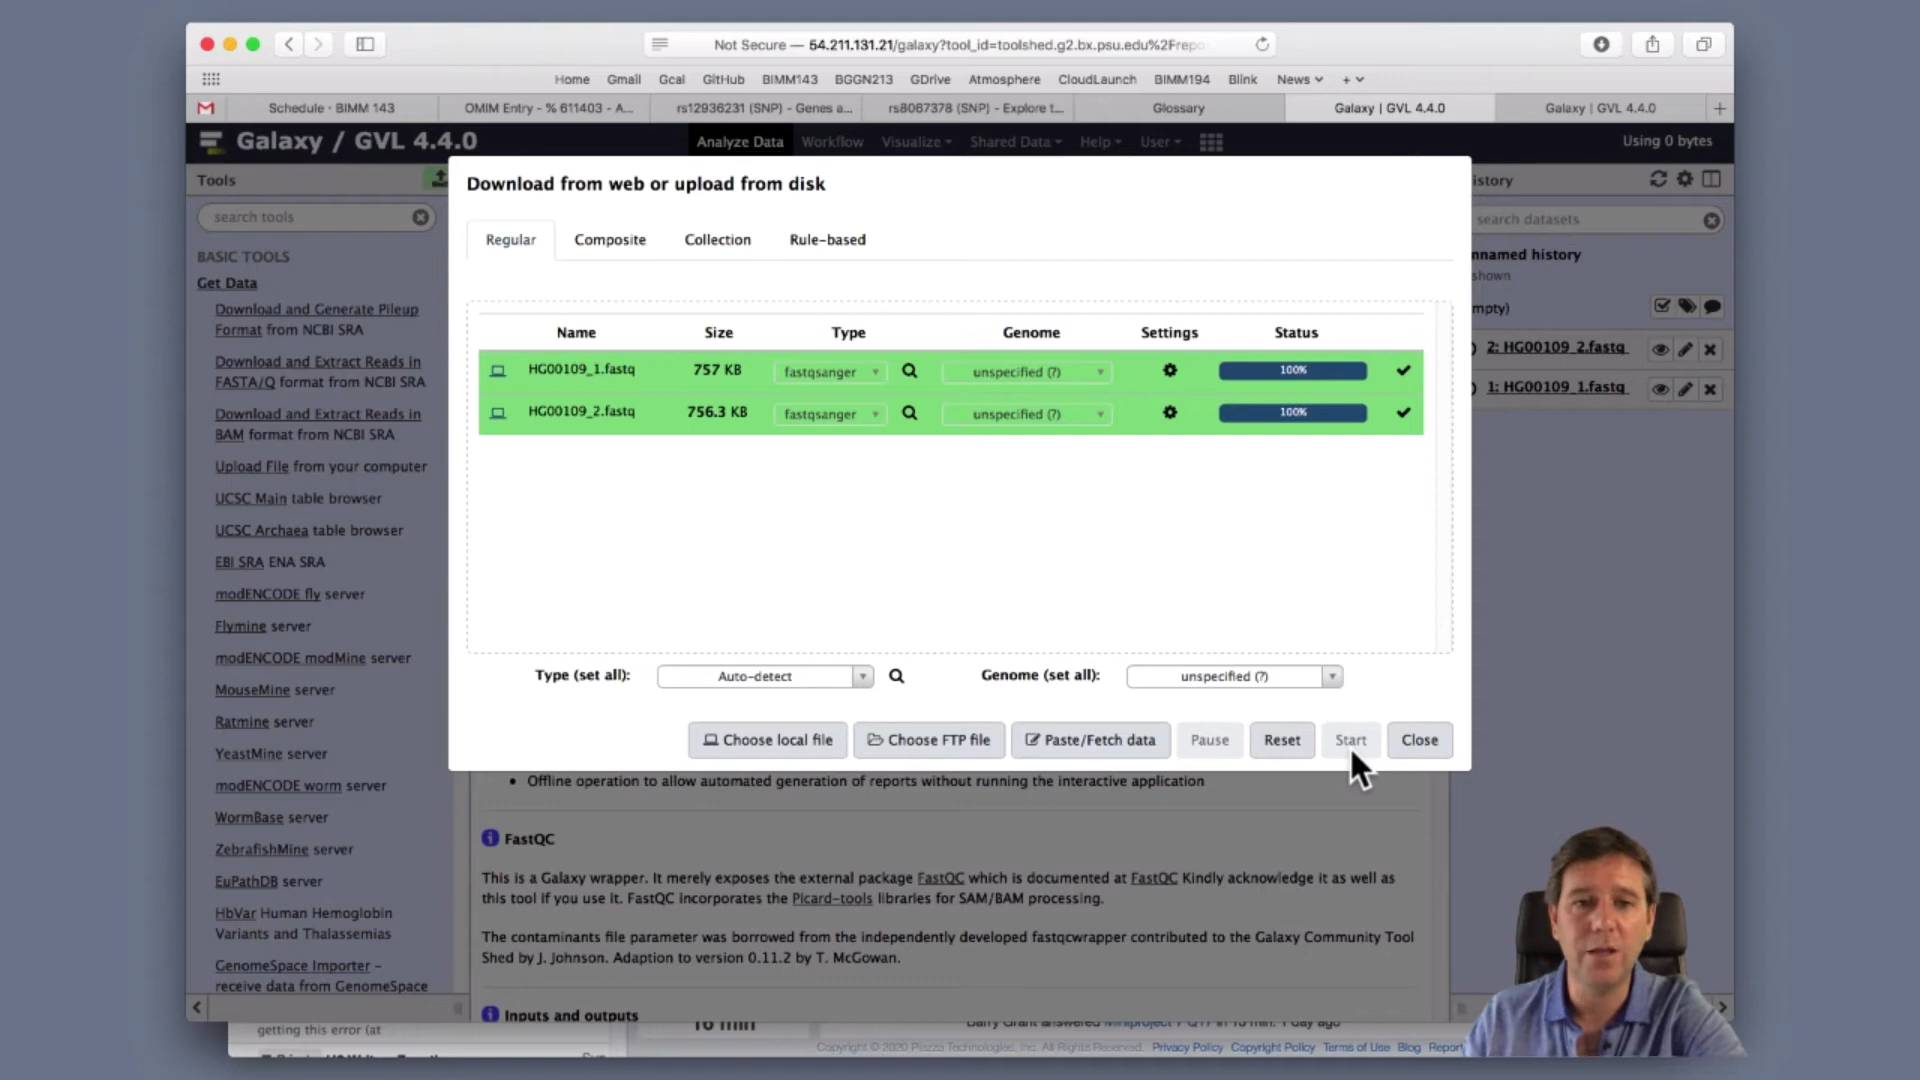 Not Secure — 54.211.131.21/galaxy?tool_id=toolshed.g2.bx.psu.edu%2Frepo
Home Gmail Gcal GitHub BIMM143 BGGN213 GDrive Atmosphere CloudLaunch BIMM194 Blink News +
Schedule · BIMM 143 OMIM Entry - % 611403 - A... rs12936231 (SNP) - Genes a... rs8067378 (SNP) - Explore t... Glossary Galaxy | GVL 4.4.0 Galaxy | GVL 4.4.0 +
Galaxy / GVL 4.4.0 Analyze Data Workflow Visualize Shared Data Help User Using 0 bytes
Tools
search tools
BASIC TOOLS
Get Data
Download and Generate Pileup
Format from NCBI SRA
Download and Extract Reads in
FASTA/Q format from NCBI SRA
Download and Extract Reads in
BAM format from NCBI SRA
Upload File from your computer
UCSC Main table browser
UCSC Archaea table browser
EBI SRA ENA SRA
modENCODE fly server
Flymine server
modENCODE modMine server
MouseMine server
Ratmine server
YeastMine server
modENCODE worm server
WormBase server
ZebrafishMine server
EuPathDB server
HbVar Human Hemoglobin
Variants and Thalassemias
GenomeSpace Importer -
receive data from GenomeSpace
Download from web or upload from disk
Regular Composite Collection Rule-based
Name Size Type Genome Settings Status
HG00109_1.fastq 757 KB fastqsanger unspecified (?) 100%
HG00109_2.fastq 756.3 KB fastqsanger unspecified (?) 100%
Type (set all): Auto-detect Genome (set all): unspecified (?)
Choose local file Choose FTP file Paste/Fetch data Pause Reset Start Close
• Offline operation to allow automated generation of reports without running the interactive application
FastQC
This is a Galaxy wrapper. It merely exposes the external package FastQC which is documented at FastQC Kindly acknowledge it as well as
this tool if you use it. FastQC incorporates the Picard-tools libraries for SAM/BAM processing.
The contaminants file parameter was borrowed from the independently developed fastqcwrapper contributed to the Galaxy Community Tool
Shed by J. Johnson. Adaption to version 0.11.2 by T. McGowan.
Inputs and outputs
istory
search datasets
nnamed history
shown
mpty)
2: HG00109_2.fastq
1: HG00109_1.fastq
getting this error (at
Copyright © 2020 Piazza Technologies, Inc. All Rights Reserved. Privacy Policy Copyright Policy Terms of Use Blog Report